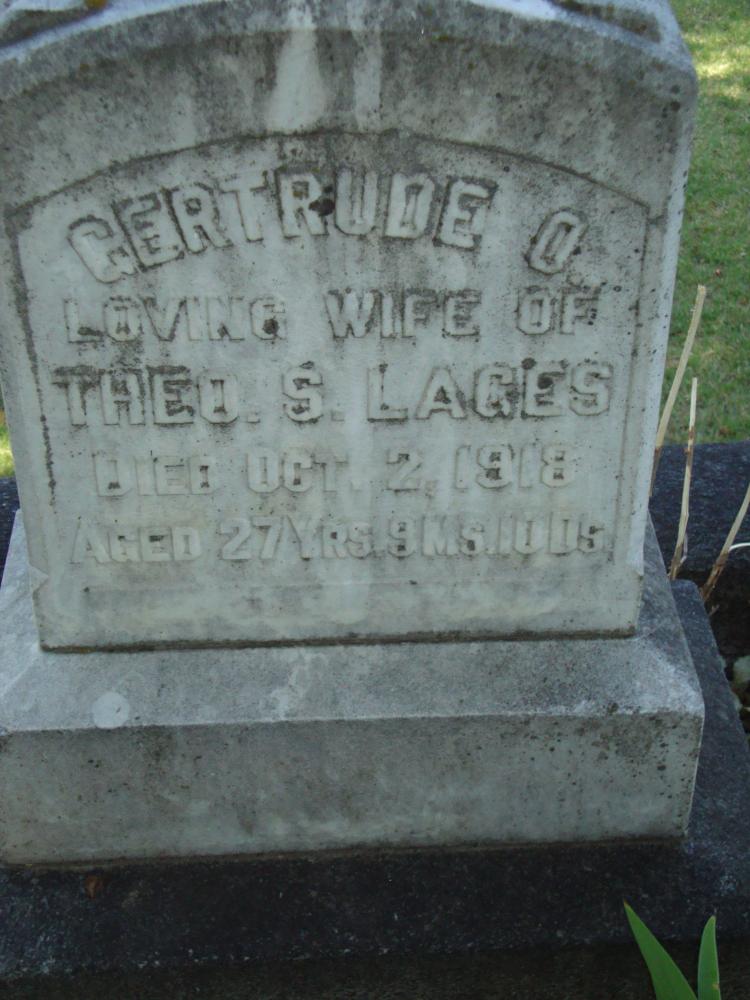 GERTRUDE O.
LOVING WIFE OF
THEO. S. LAGES
DIED OCT. 2, 1918
AGED 27 YRS. 9 MS. 10 DS.